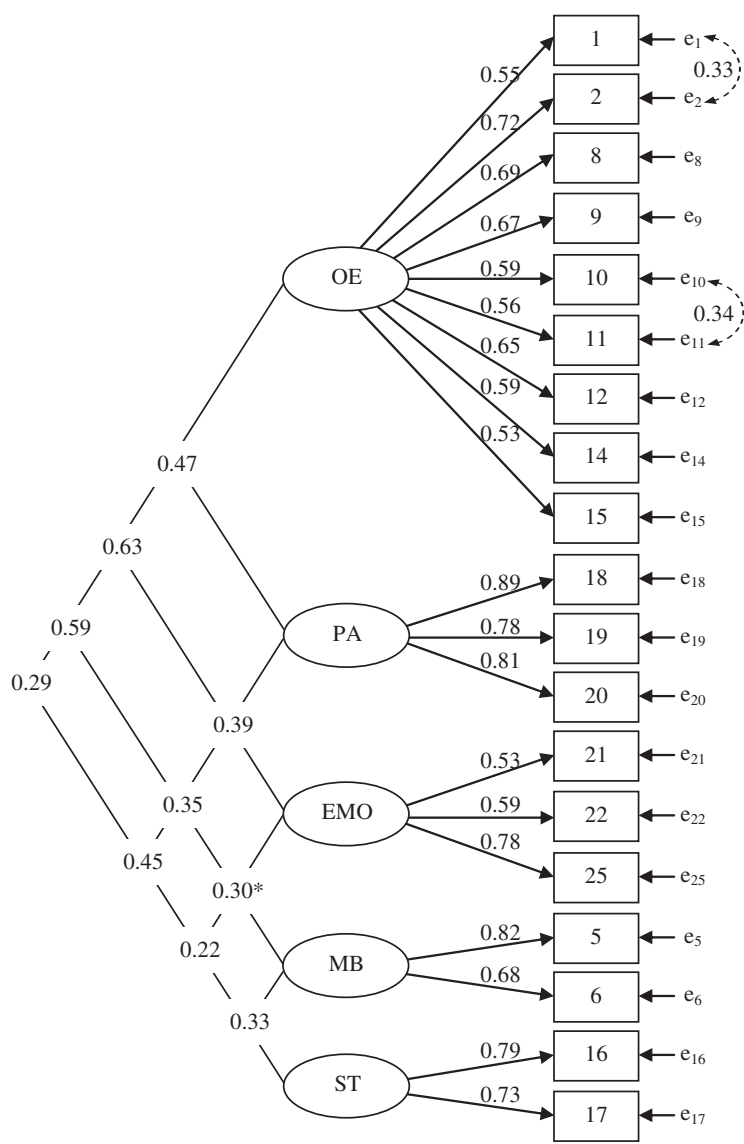 1
e1
0.55
0.33
2
e2
0.72
8
e8
0.69
9
e9
0.67
OE
0.59
10
e10
0.56
0.34
11
e11
0.65
12
e12
0.59
14
e14
0.53
0.47
15
e15
0.63
18
e18
0.89
0.59
PA
0.78
19
e19
0.81
0.29
20
e20
0.39
21
e21
0.53
0.35
EMO
0.59
22
e22
0.78
0.45
25
e25
0.30*
5
e5
0.82
0.22
MB
0.68
6
e6
0.33
16
e16
0.79
ST
0.73
17
e17